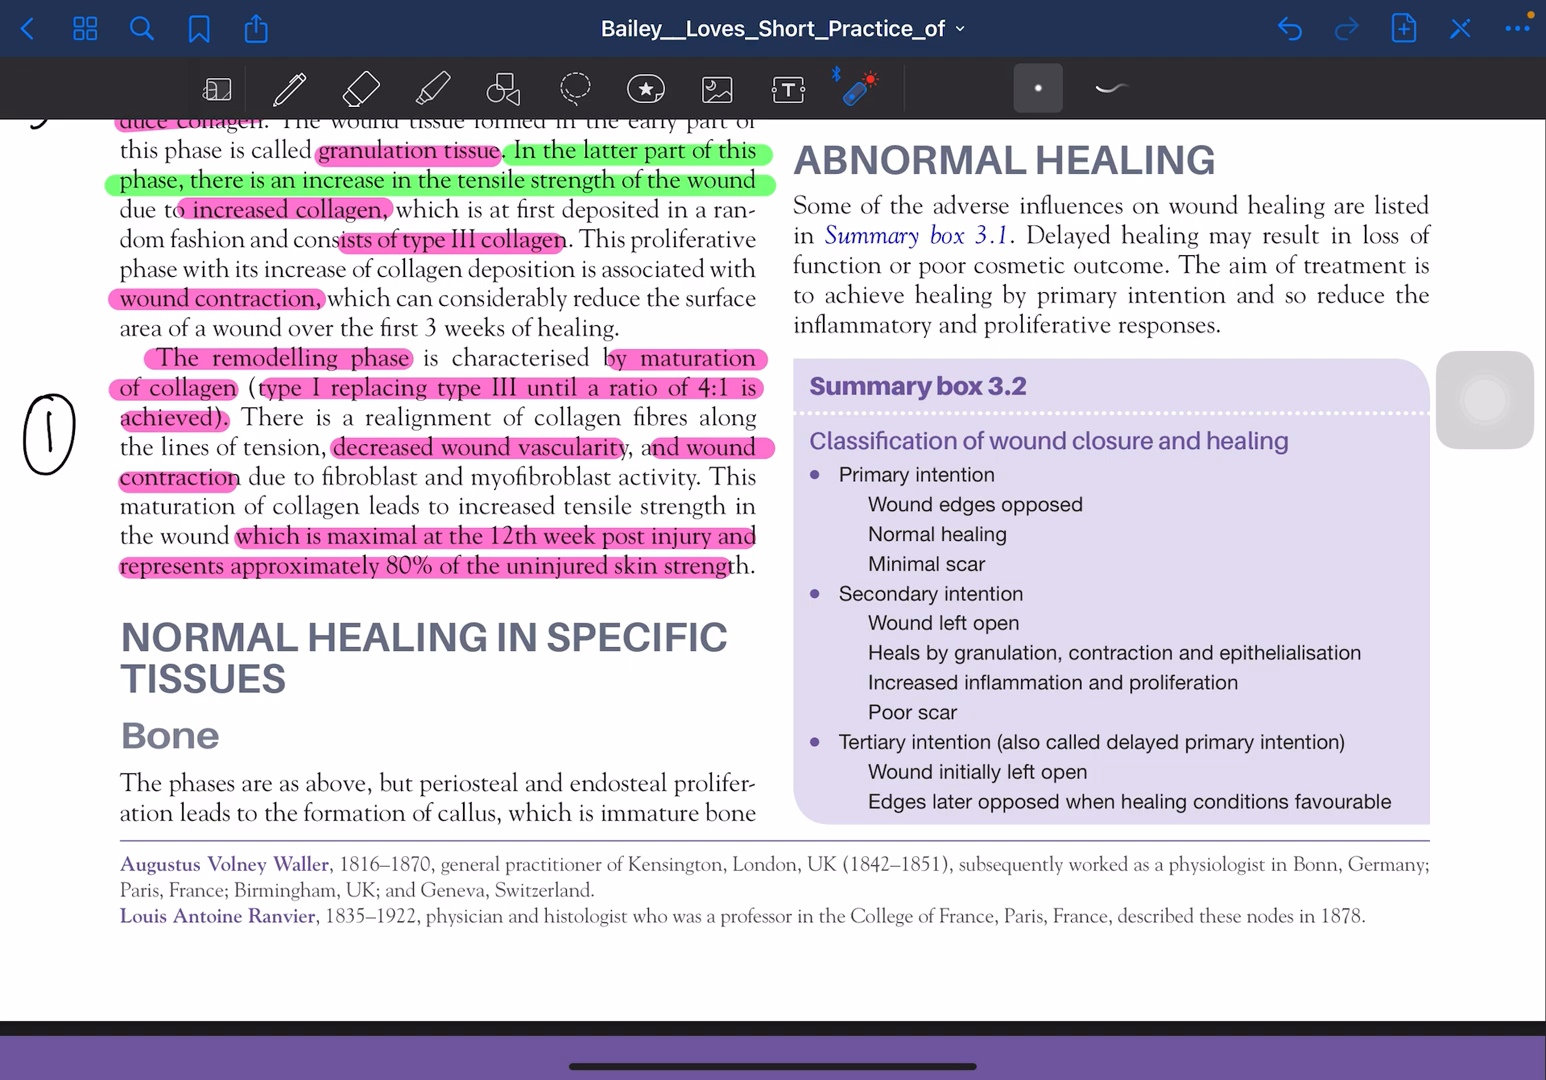 Bailey__Loves_Short_Practice_of
duce collagen. The wound tissue formed in the early part of
this phase is called granulation tissue. In the latter part of this
phase, there is an increase in the tensile strength of the wound
due to increased collagen, which is at first deposited in a ran-
dom fashion and consists of type III collagen. This proliferative
phase with its increase of collagen deposition is associated with
wound contraction, which can considerably reduce the surface
area of a wound over the first 3 weeks of healing.
The remodelling phase is characterised by maturation
of collagen (type I replacing type III until a ratio of 4:1 is
achieved). There is a realignment of collagen fibres along
the lines of tension, decreased wound vascularity, and wound
contraction due to fibroblast and myofibroblast activity. This
maturation of collagen leads to increased tensile strength in
the wound which is maximal at the 12th week post injury and
represents approximately 80% of the uninjured skin strength.
1
NORMAL HEALING IN SPECIFIC
TISSUES
Bone
The phases are as above, but periosteal and endosteal prolifer-
ation leads to the formation of callus, which is immature bone
ABNORMAL HEALING
Some of the adverse influences on wound healing are listed
in Summary box 3.1. Delayed healing may result in loss of
function or poor cosmetic outcome. The aim of treatment is
to achieve healing by primary intention and so reduce the
inflammatory and proliferative responses.
Summary box 3.2
Classification of wound closure and healing
• Primary intention
Wound edges opposed
Normal healing
Minimal scar
• Secondary intention
Wound left open
Heals by granulation, contraction and epithelialisation
Increased inflammation and proliferation
Poor scar
• Tertiary intention (also called delayed primary intention)
Wound initially left open
Edges later opposed when healing conditions favourable
Augustus Volney Waller, 1816–1870, general practitioner of Kensington, London, UK (1842–1851), subsequently worked as a physiologist in Bonn, Germany;
Paris, France; Birmingham, UK; and Geneva, Switzerland.
Louis Antoine Ranvier, 1835–1922, physician and histologist who was a professor in the College of France, Paris, France, described these nodes in 1878.